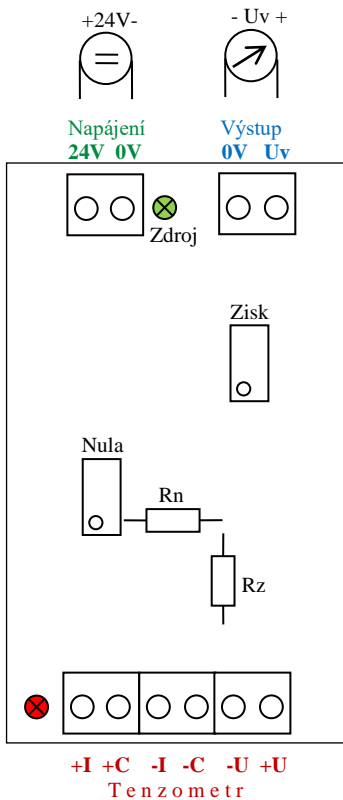 +24V-
- Uv +
Napájení
Výstup
24V 0V
0V Uv
Zdroj
Zisk
Nula
Rn
Rz
+I +C -I -C -U +U
Tenzometr